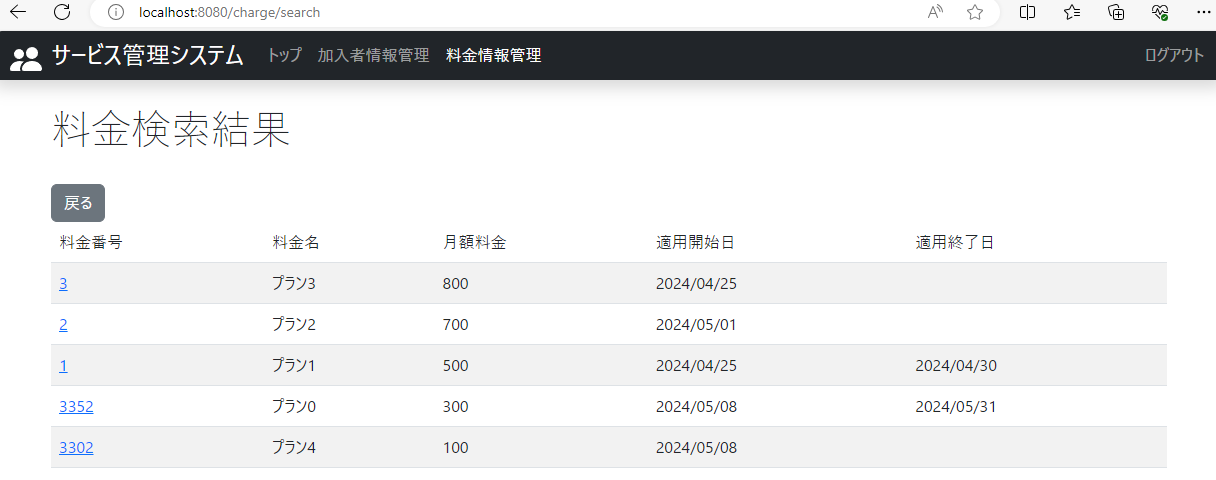 localhost:8080/charge/search
サービス管理システム トップ 加入者情報管理 料金情報管理 ログアウト
料金検索結果
戻る
料金番号 料金名 月額料金 適用開始日 適用終了日
3 プラン3 800 2024/04/25
2 プラン2 700 2024/05/01
1 プラン1 500 2024/04/25 2024/04/30
3352 プラン0 300 2024/05/08 2024/05/31
3302 プラン4 100 2024/05/08